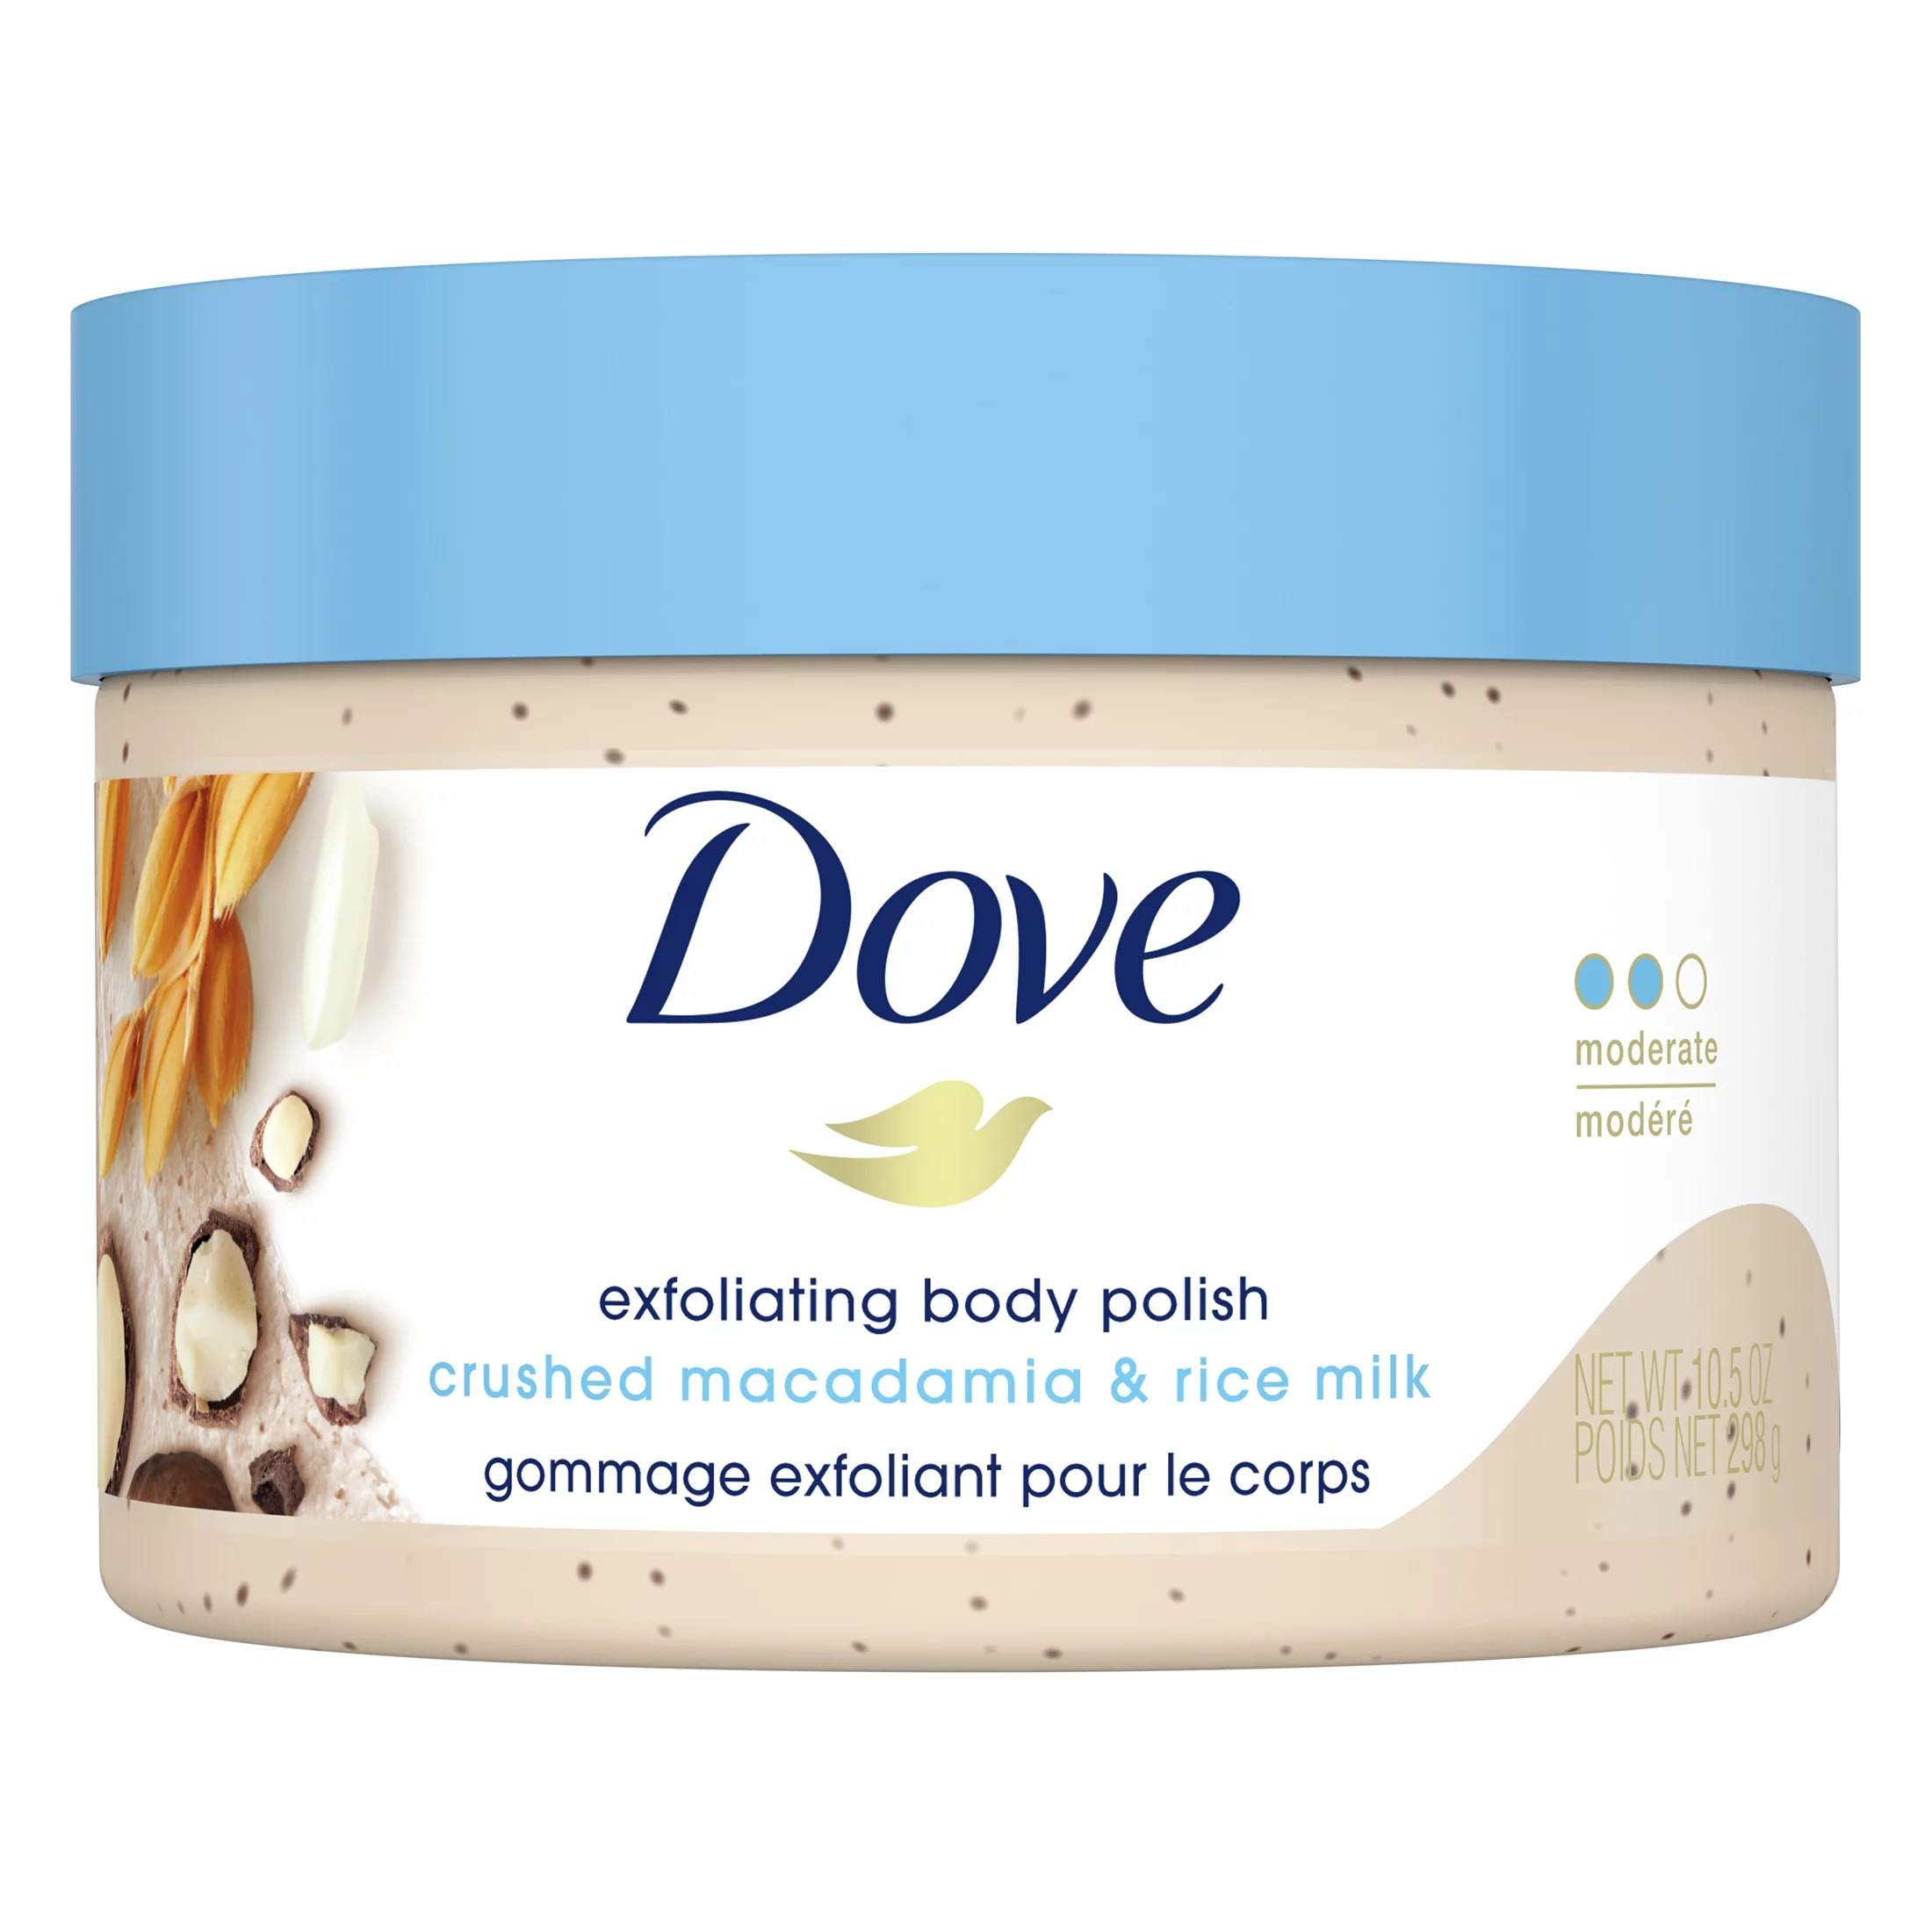 Dove
exfoliating body polish
crushed macadamia & rice milk
gommage exfoliant pour le corps
moderate
modéré
NET WT 10.5 OZ
POIDS NET 298 g